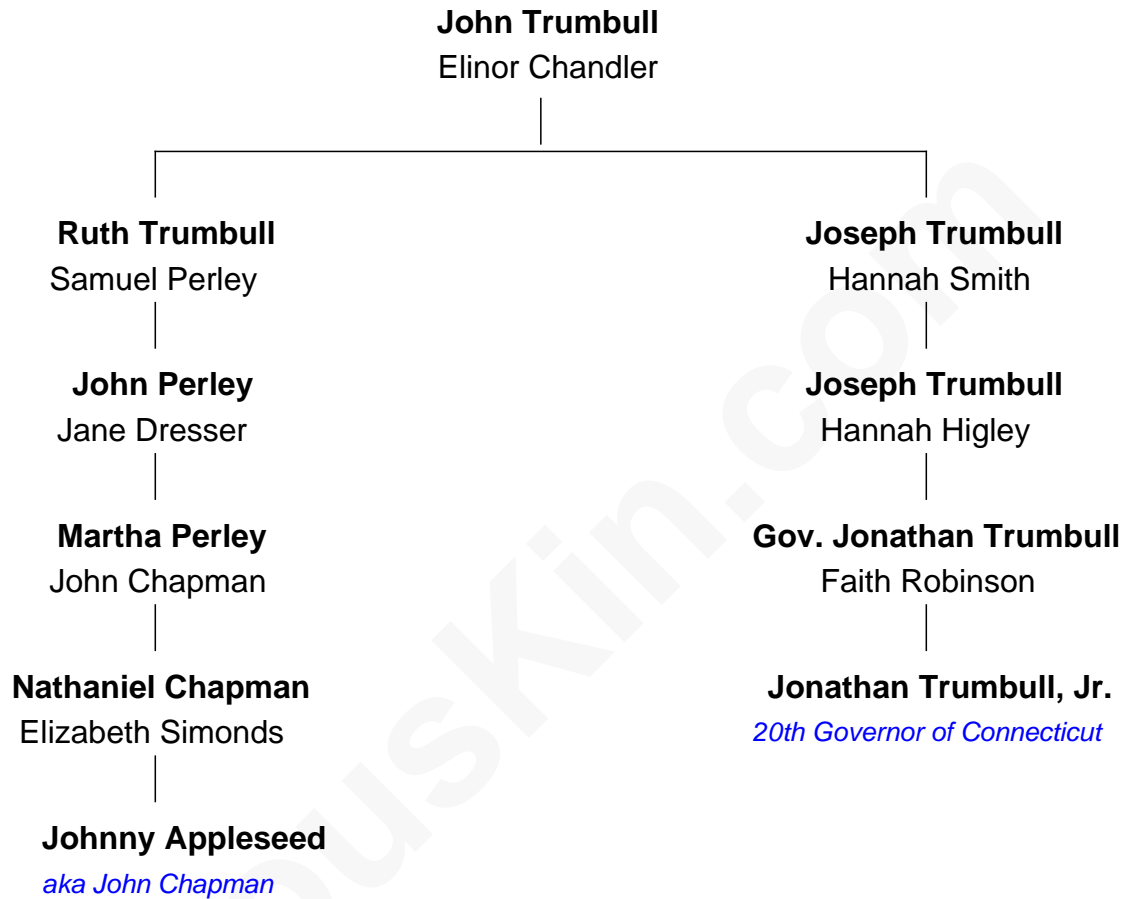 John Trumbull
Elinor Chandler
Ruth Trumbull
Samuel Perley
Joseph Trumbull
Hannah Smith
John Perley
Jane Dresser
Joseph Trumbull
Hannah Higley
Martha Perley
John Chapman
Gov. Jonathan Trumbull
Faith Robinson
Nathaniel Chapman
Elizabeth Simonds
Jonathan Trumbull, Jr.
20th Governor of Connecticut
Johnny Appleseed
aka John Chapman
ouskin.com